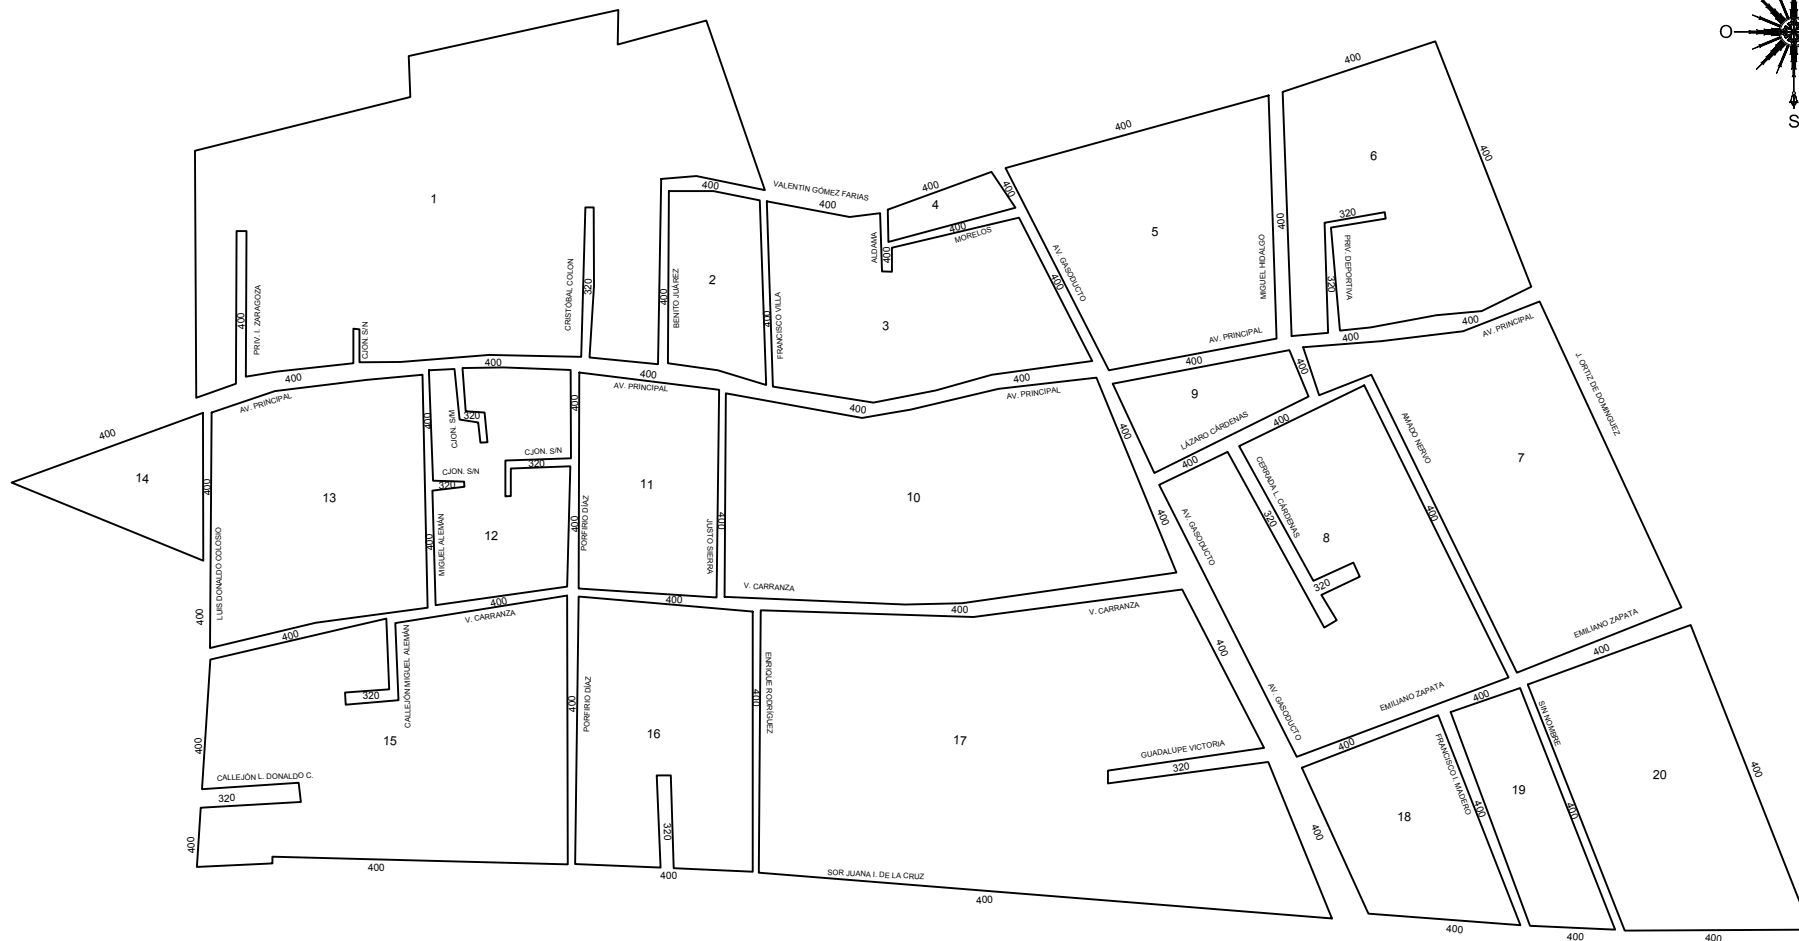 O
S
400
400
400
6
400
5
320
PRIV. DEPORTIVA
320
MIGUEL HIDALGO
400
400
AV. PRINCIPAL
400
AV. PRINCIPAL
400
400
1
400
VALENTÍN GÓMEZ FARIAS
400
400
4
400
400
MORELOS
ALDAMA
400
AV. GASODUCTO
400
2
3
BENITO JUÁREZ
400
FRANCISCO VILLA
400
CRISTÓBAL COLON
320
PRIV. I. ZARAGOZA
400
CJON. S/N
400
400
400
AV. PRINCIPAL
AV. PRINCIPAL
400
400
AV. PRINCIPAL
400
400
14
400
LUIS DONALDO COLOSIO
400
13
400
400
MIGUEL ALEMÁN
CJON. S/M
320
CJON. S/N
320
CJON. S/N
320
12
400
400
PORFIRIO DÍAZ
11
400
JUSTO SIERRA
10
400
400
9
LÁZARO CÁRDENAS
400
400
400
AV. GASODUCTO
CERRADA L. CÁRDENAS
320
320
8
AMADO NERVO
400
7
J. ORTIZ DE DOMINGUEZ
EMILIANO ZAPATA
400
400
400
V. CARRANZA
400
V. CARRANZA
400
V. CARRANZA
320
CALLEJÓN MIGUEL ALEMÁN
400
15
CALLEJÓN L. DONALDO C.
320
400
400
400
PORFIRIO DÍAZ
16
320
400
400
ENRIQUE RODRÍGUEZ
17
GUADALUPE VICTORIA
320
400
AV. GASODUCTO
400
SOR JUANA I. DE LA CRUZ
400
EMILIANO ZAPATA
400
400
18
FRANCISCO I. MADERO
400
19
SIN NOMBRE
400
20
400
400
400
400